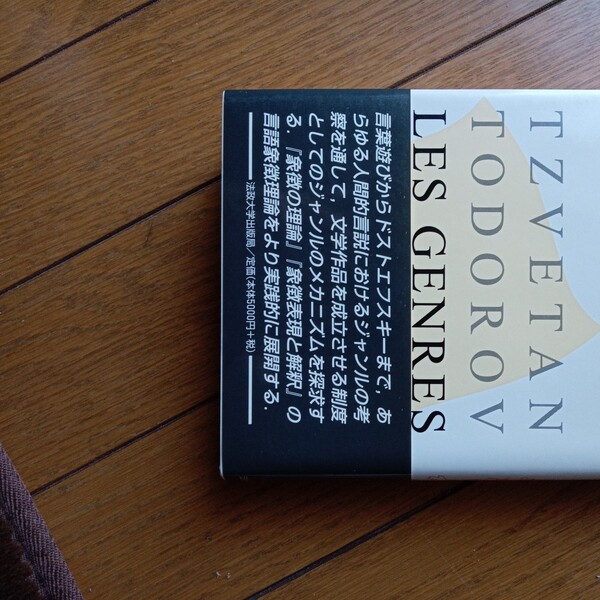 TZVETAN
TODOROV
LES GENRES
言葉遊びからドストエフスキーまで，あ
らゆる人間的言説におけるジャンルの考
察を通して，文学作品を成立させる制度
としてのジャンルのメカニズムを探求す
る．『象徴の理論』『象徴表現と解釈』の
言語象徴理論をより実践的に展開する．
法政大学出版局／定価（本体5000円＋税）